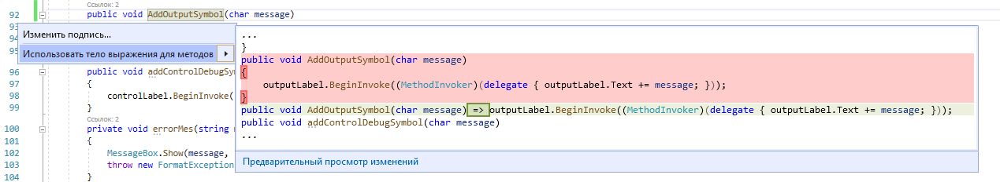 Ссылок: 2
92 public void AddOutputSymbol(char message)
93
94
95
Изменить подпись...
Использовать тело выражения для методов
96 public void addControlDebugSy
97 {
98 controlLabel.BeginInvoke(
99 }
Ссылок: 2
100 private void errorMes(string
101 {
102 MessageBox.Show(message,
103 throw new FormatException
104 }
...
}
public void AddOutputSymbol(char message)
{
outputLabel.BeginInvoke((MethodInvoker)(delegate { outputLabel.Text += message; }));
}
public void AddOutputSymbol(char message) => outputLabel.BeginInvoke((MethodInvoker)(delegate { outputLabel.Text += message; }));
public void addControlDebugSymbol(char message)
...
Предварительный просмотр изменений